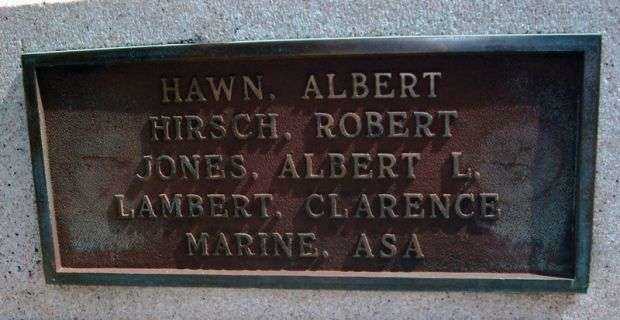 HAWN, ALBERT
HIRSCH, ROBERT
JONES, ALBERT L.
LAMBERT, CLARENCE
MARINE, ASA